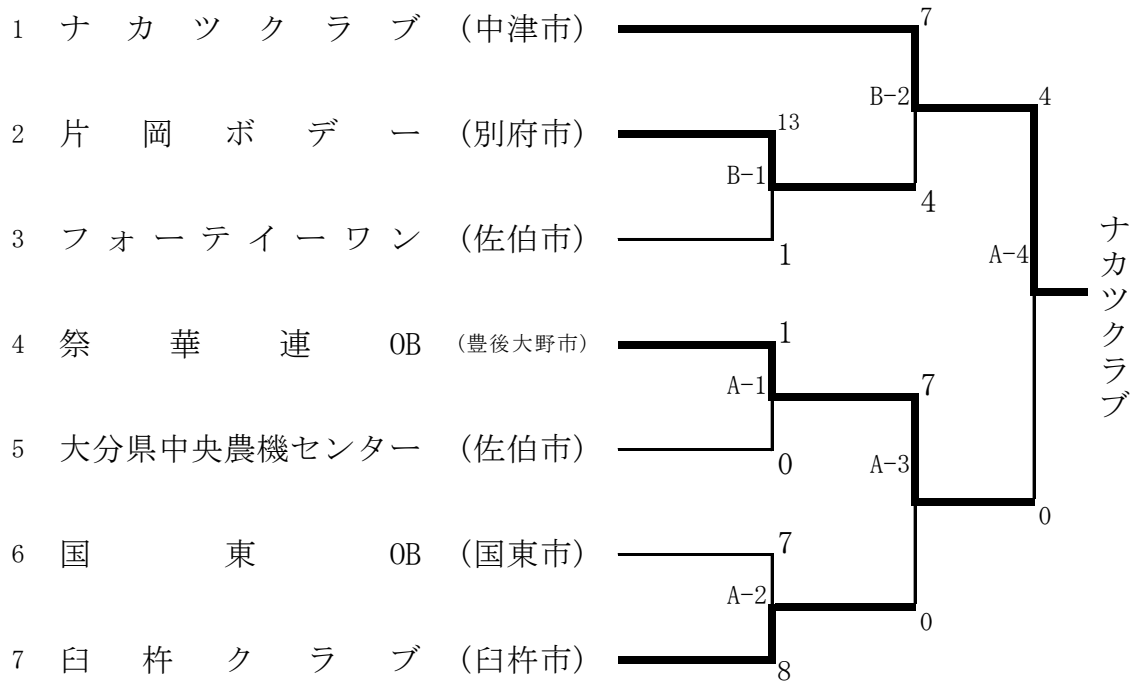 1 ナカツクラブ (中津市)
7
B-2
4
2 片岡ボデー (別府市)
13
B-1
4
3 フォーテイーワン (佐伯市)
1
A-4
ナカツクラブ
4 祭華連OB (豊後大野市)
1
A-1
7
5 大分県中央農機センター (佐伯市)
0
A-3
0
6 国東OB (国東市)
7
A-2
0
7 臼杵クラブ (臼杵市)
8